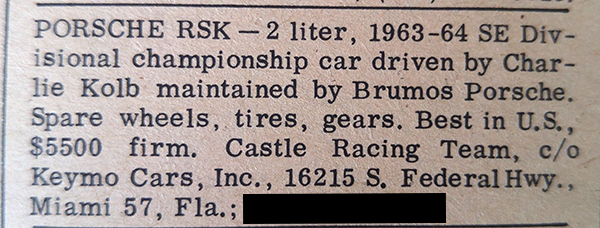 PORSCHE RSK — 2 liter, 1963-64 SE Div-
isional championship car driven by Char-
lie Kolb maintained by Brumos Porsche.
Spare wheels, tires, gears. Best in U.S.,
$5500 firm. Castle Racing Team, c/o
Keymo Cars, Inc., 16215 S. Federal Hwy.,
Miami 57, Fla.;